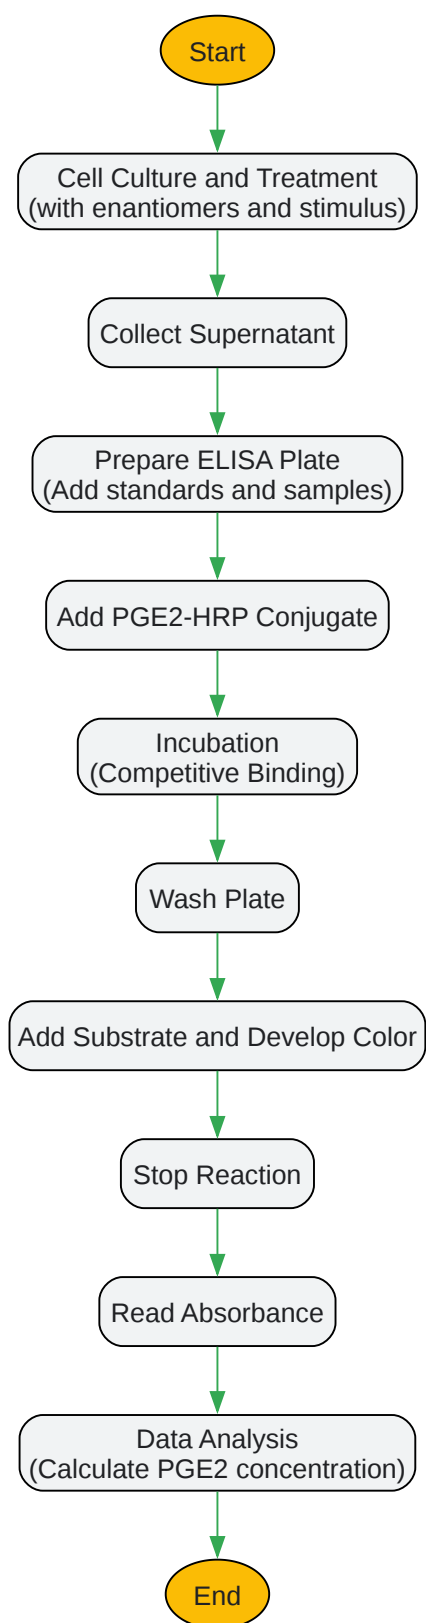 Start
Cell Culture and Treatment
(with enantiomers and stimulus)
Collect Supernatant
Prepare ELISA Plate
(Add standards and samples)
Add PGE2-HRP Conjugate
Incubation
(Competitive Binding)
Wash Plate
Add Substrate and Develop Color
Stop Reaction
Read Absorbance
Data Analysis
(Calculate PGE2 concentration)
End